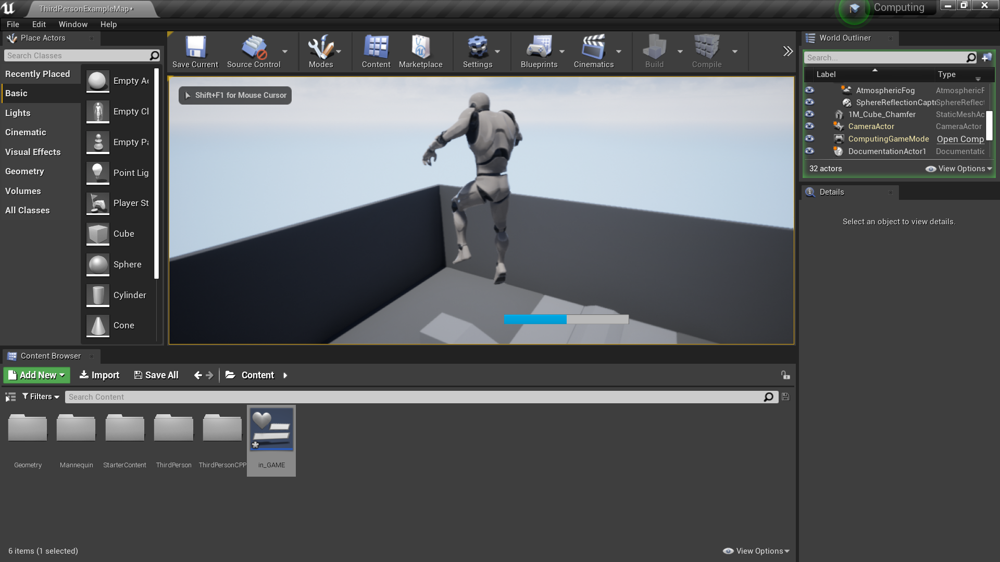 ThirdPersonExampleMap*
Computing
File Edit Window Help
Place Actors
Search Classes
Recently Placed
Basic
Lights
Cinematic
Visual Effects
Geometry
Volumes
All Classes
Empty Ac
Empty Cl
Empty Pa
Point Lig
Player St
Cube
Sphere
Cylinder
Cone
Save Current
Source Control
Modes
Content
Marketplace
Settings
Blueprints
Cinematics
Build
Compile
Shift+F1 for Mouse Cursor
World Outliner
Search...
Label Type
AtmosphericFog AtmosphericF
SphereReflectionCaptu SphereReflect
1M_Cube_Chamfer StaticMeshAc
CameraActor CameraActor
ComputingGameMode Open Comp
DocumentationActor1 Documentatic
32 actors View Options
Details
Select an object to view details.
Content Browser
Add New Import Save All Content
Filters Search Content
Geometry
Mannequin
StarterContent
ThirdPerson
ThirdPersonCPP
in_GAME
6 items (1 selected) View Options